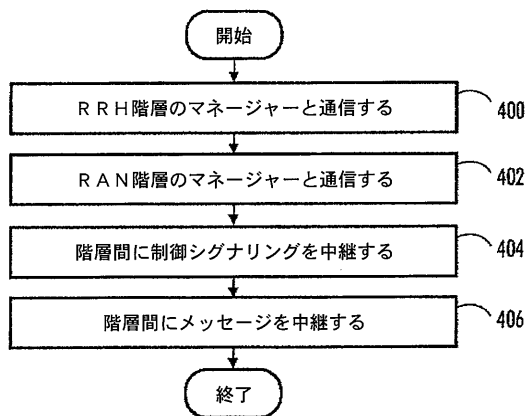 開始
RRH階層のマネージャーと通信する
400
RAN階層のマネージャーと通信する
402
階層間に制御シグナリングを中継する
404
階層間にメッセージを中継する
406
終了